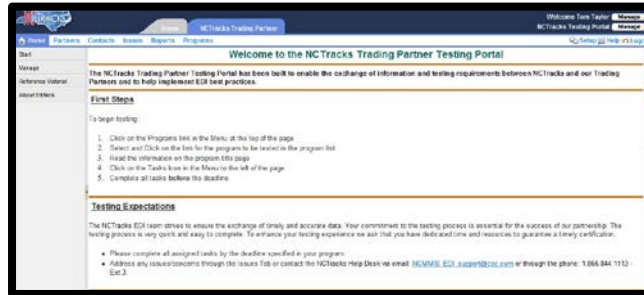 NCTRACKS
Home
NCTracks Trading Partner
Welcome Tom Taylor Manage
NCTracks Testing Portal Manage
Home Partners Contacts Issues Reports Programs
Setup Help
Start
Manage
Reference Material
About Edifecs
Welcome to the NCTracks Trading Partner Testing Portal
The NCTracks Trading Partner Testing Portal has been built to enable the exchange of information and testing requirements between NCTracks and our Trading
Partners and to help implement EDI best practices.
First Steps
To begin testing:
1. Click on the Programs link in the Menu at the top of the page
2. Select and Click on the link for the program to be tested in the program list
3. Read the information on the program title page
4. Click on the Tasks Icon in the Menu to the left of the page
5. Complete all tasks before the deadline
Testing Expectations
The NCTracks EDI team strives to ensure the exchange of timely and accurate data. Your commitment to the testing process is essential for the success of our partnership. The
testing process is very quick and easy to complete. To enhance your testing experience we ask that you have dedicated time and resources to guarantee a timely certification.
• Please complete all assigned tasks by the deadline specified in your program.
• Address any issues/concerns through the Issues Tab or contact the NCTracks Help Desk via email: NCMMIS_EDI_support@csc.com or through the phone: 1.866.844.1113 -
Ext 3.